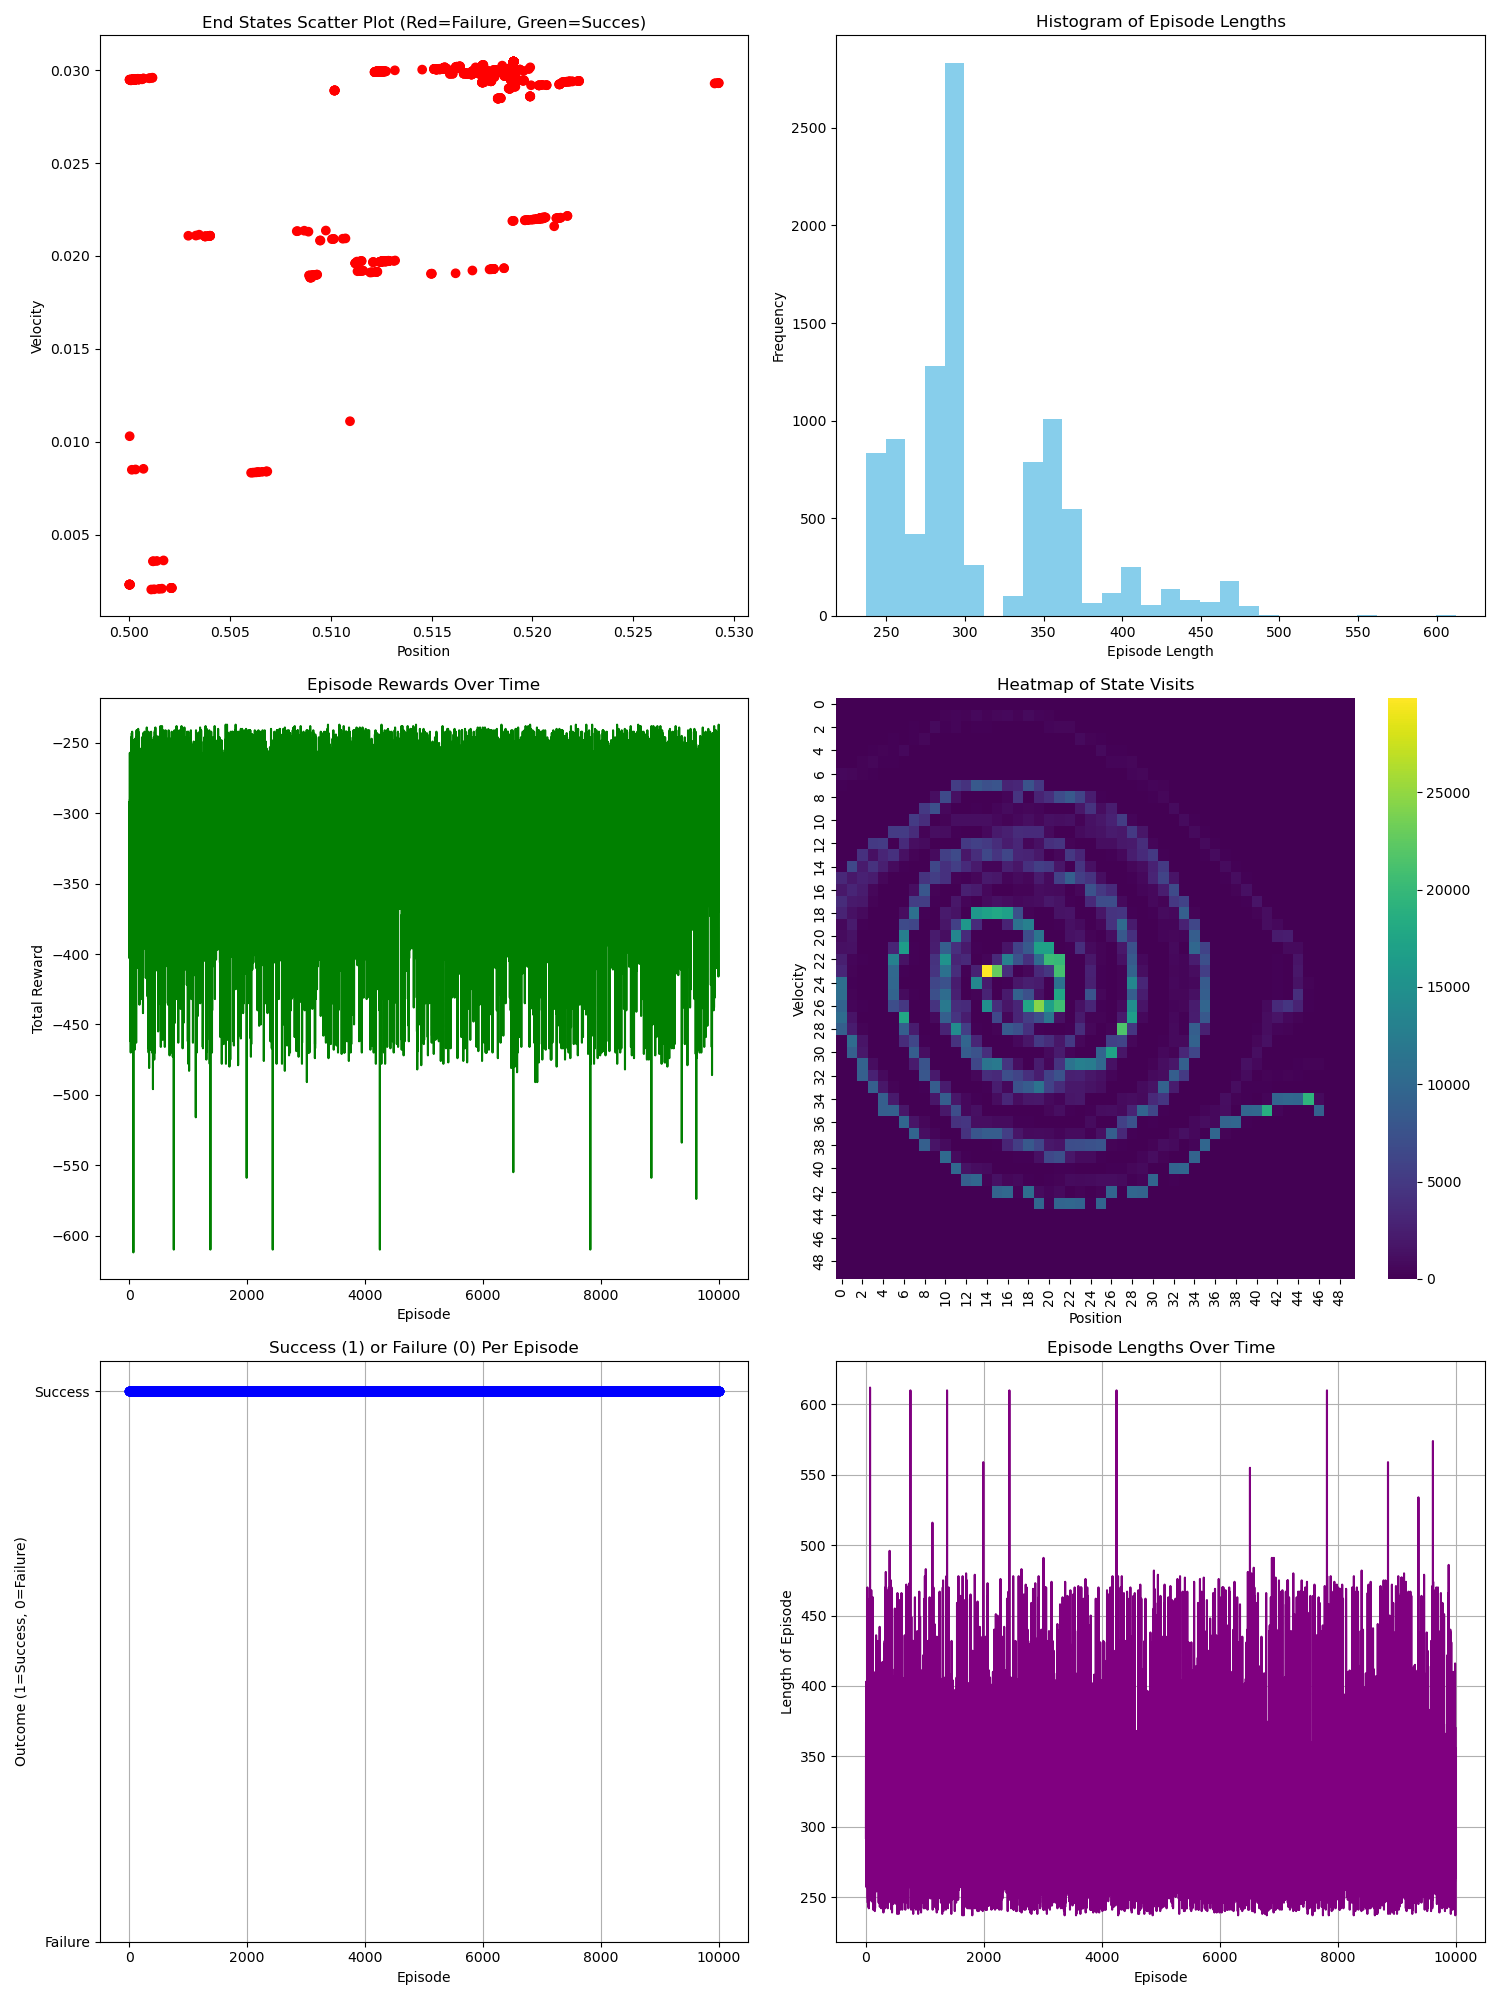 End States Scatter Plot (Red=Failure, Green=Succes)
Velocity
0.030
0.025
0.020
0.015
0.010
0.005
0.500 0.505 0.510 0.515 0.520 0.525 0.530
Position
Histogram of Episode Lengths
Frequency
2500
2000
1500
1000
500
0
250 300 350 400 450 500 550 600
Episode Length
Episode Rewards Over Time
Total Reward
−250
−300
−350
−400
−450
−500
−550
−600
0 2000 4000 6000 8000 10000
Episode
Heatmap of State Visits
Velocity
0
2
4
6
8
10
12
14
16
18
20
22
24
26
28
30
32
34
36
38
40
42
44
46
48
0 2 4 6 8 10 12 14 16 18 20 22 24 26 28 30 32 34 36 38 40 42 44 46 48
Position
25000
20000
15000
10000
5000
0
Success (1) or Failure (0) Per Episode
Outcome (1=Success, 0=Failure)
Success
Failure
0 2000 4000 6000 8000 10000
Episode
Episode Lengths Over Time
Length of Episode
600
550
500
450
400
350
300
250
0 2000 4000 6000 8000 10000
Episode